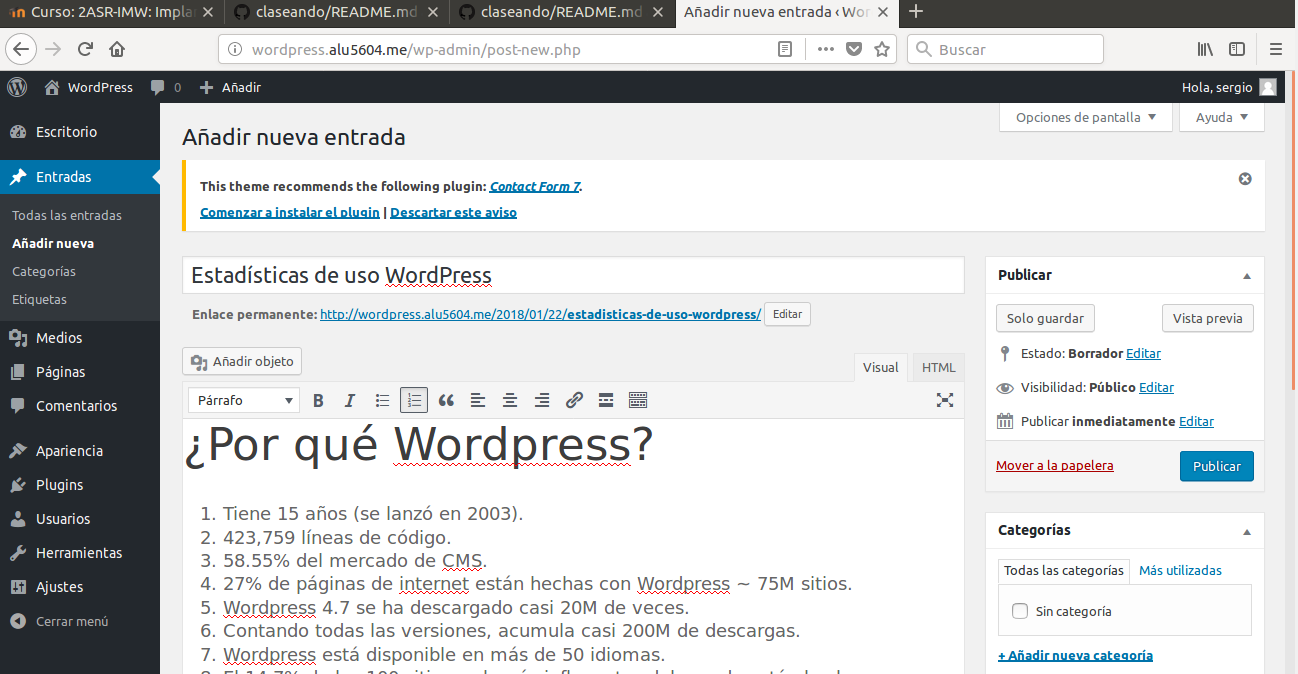 Curso: 2ASR-IMW: Impla
claseando/README.md
claseando/README.md
Añadir nueva entrada ‹ Wor
wordpress.alu5604.me/wp-admin/post-new.php
Buscar
WordPress
0
Añadir
Hola, sergio
Escritorio
Entradas
Todas las entradas
Añadir nueva
Categorías
Etiquetas
Medios
Páginas
Comentarios
Apariencia
Plugins
Usuarios
Herramientas
Ajustes
Cerrar menú
Opciones de pantalla
Ayuda
Añadir nueva entrada
This theme recommends the following plugin: Contact Form 7.
Comenzar a instalar el plugin | Descartar este aviso
Estadísticas de uso WordPress
Enlace permanente: http://wordpress.alu5604.me/2018/01/22/estadisticas-de-uso-wordpress/ Editar
Añadir objeto
Visual
HTML
Párrafo
¿Por qué Wordpress?
1. Tiene 15 años (se lanzó en 2003).
2. 423,759 líneas de código.
3. 58.55% del mercado de CMS.
4. 27% de páginas de internet están hechas con Wordpress ~ 75M sitios.
5. Wordpress 4.7 se ha descargado casi 20M de veces.
6. Contando todas las versiones, acumula casi 200M de descargas.
7. Wordpress está disponible en más de 50 idiomas.
Publicar
Solo guardar
Vista previa
Estado: Borrador Editar
Visibilidad: Público Editar
Publicar inmediatamente Editar
Mover a la papelera
Publicar
Categorías
Todas las categorías
Más utilizadas
Sin categoría
+ Añadir nueva categoría